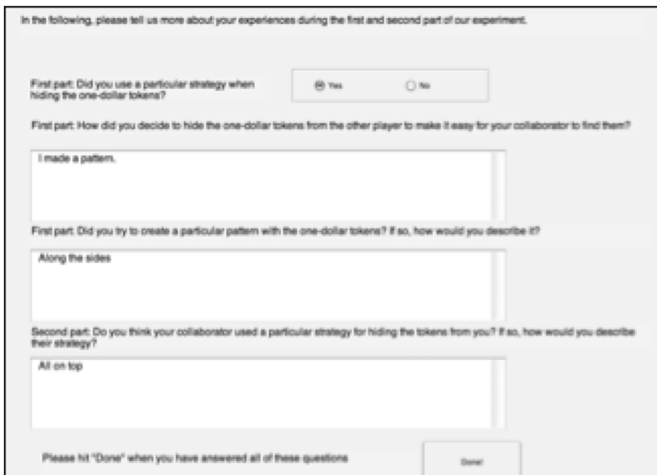 In the following, please tell us more about your experiences during the first and second part of our experiment.
First part: Did you use a particular strategy when
hiding the one-dollar tokens?
Yes
No
First part: How did you decide to hide the one-dollar tokens from the other player to make it easy for your collaborator to find them?
I made a pattern.
First part: Did you try to create a particular pattern with the one-dollar tokens? If so, how would you describe it?
Along the sides
Second part: Do you think your collaborator used a particular strategy for hiding the tokens from you? If so, how would you describe
their strategy?
All on top
Please hit "Done" when you have answered all of these questions
Done!